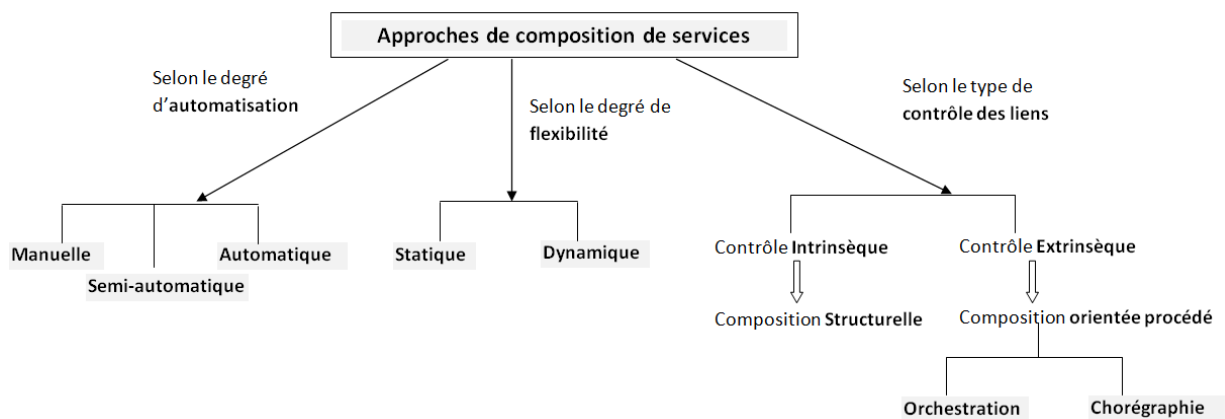 Approches de composition de services
Selon le degré
d'automatisation
Selon le degré de
flexibilité
Selon le type de
contrôle des liens
Manuelle
Semi-automatique
Automatique
Statique
Dynamique
Contrôle Intrinsèque
Contrôle Extrinsèque
Composition Structurelle
Composition orientée procédé
Orchestration
Chorégraphie